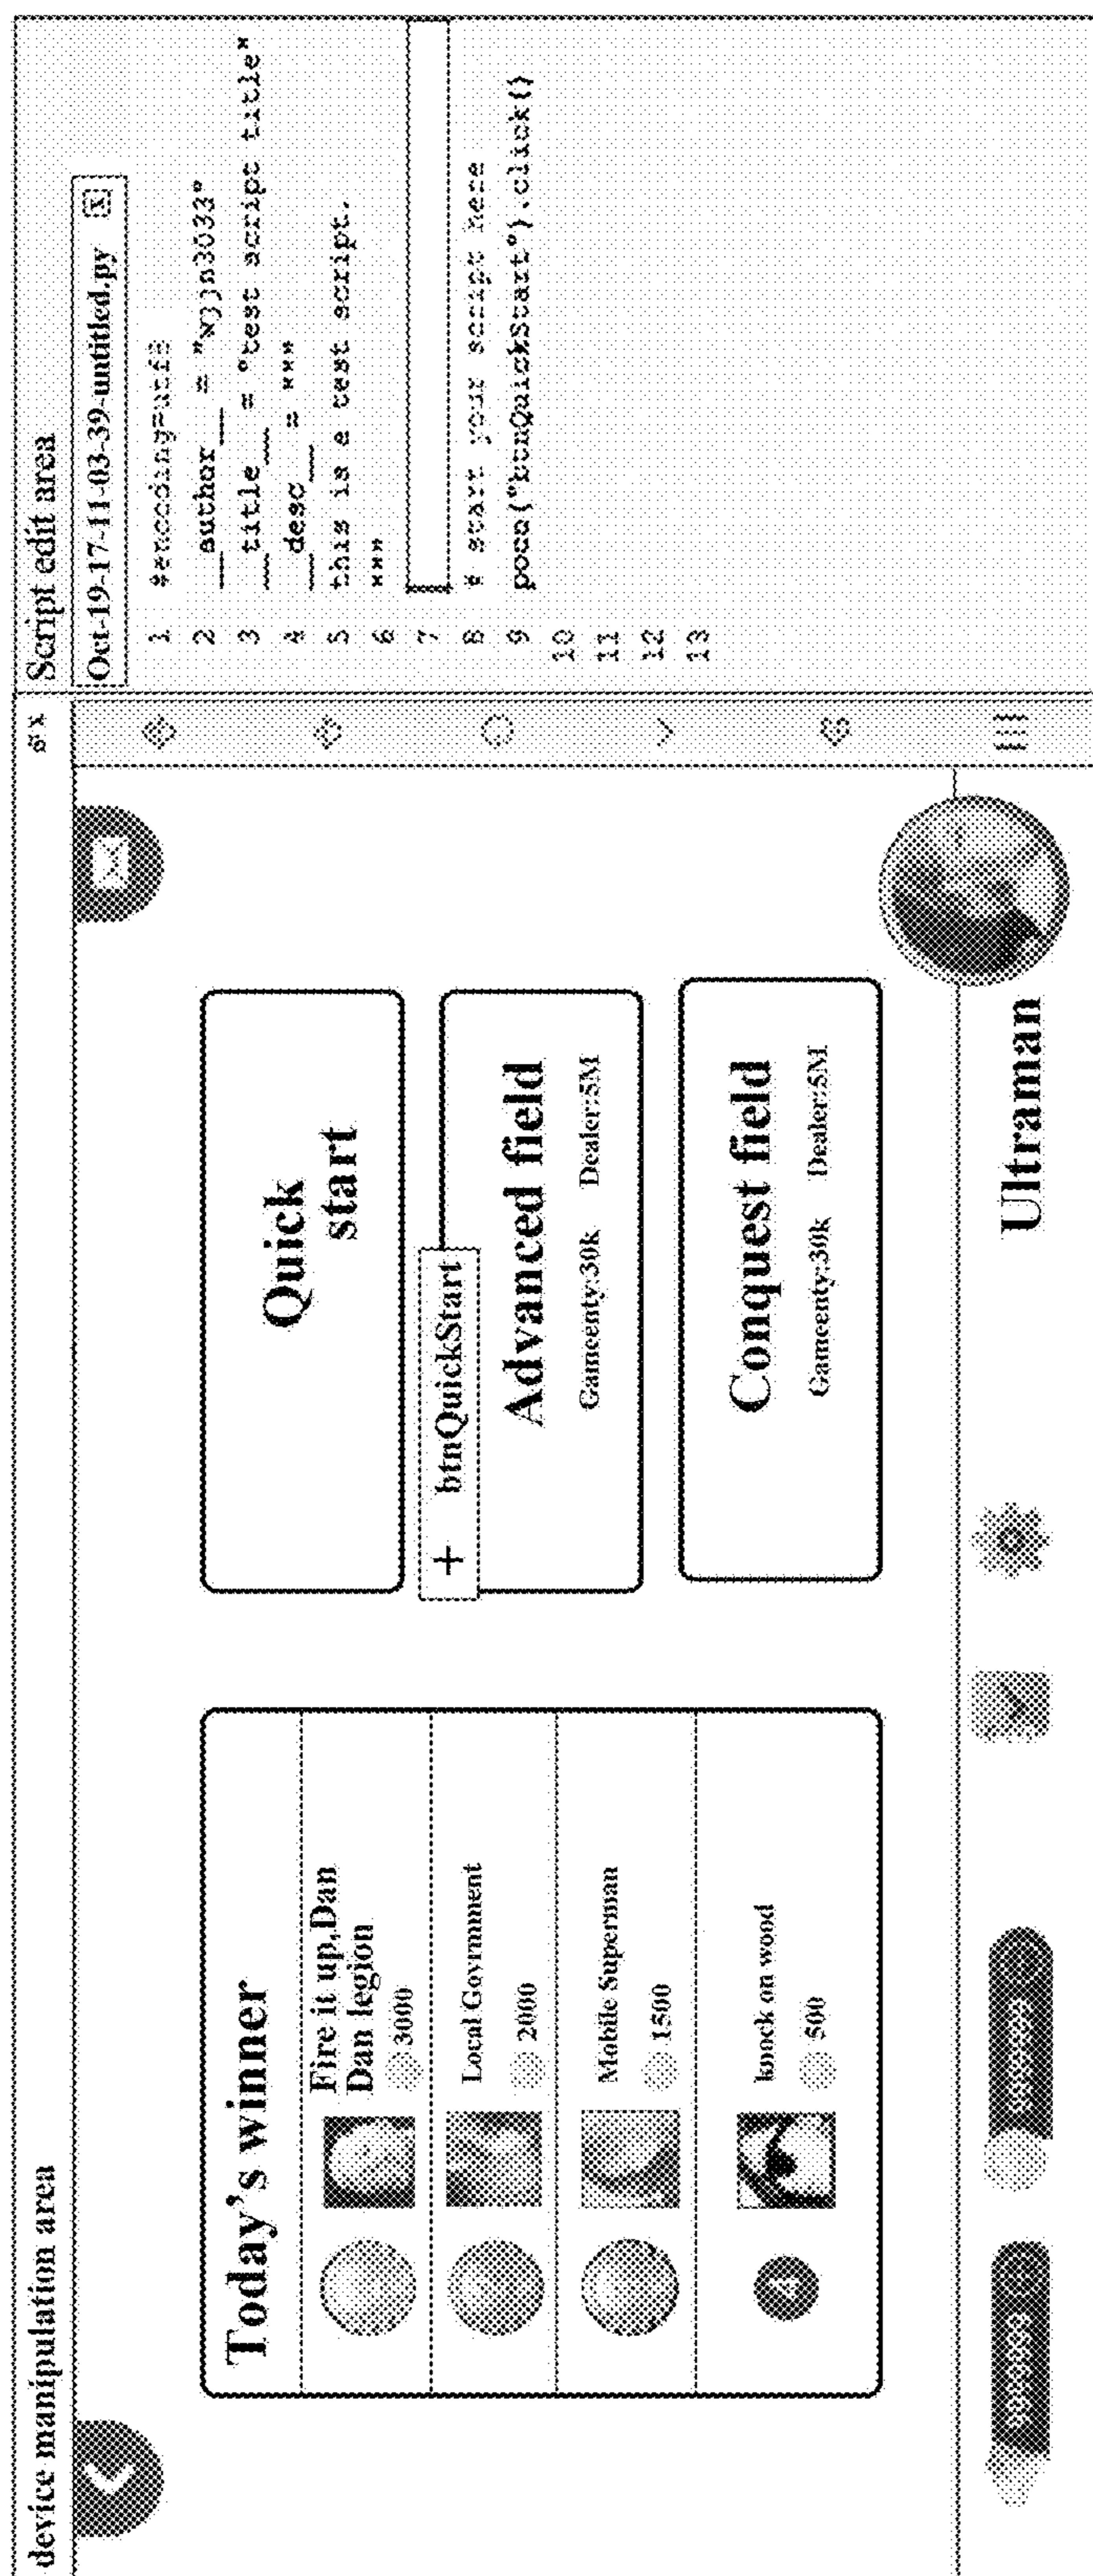 device manipulation area
Today's winner
Fire it up,Dan
Dan legion
3000
Local Govrnment
2000
Mobile Superman
1500
4
knock on wood
500
Quick
start
+ btnQuickStart
Advanced field
Gameenty:30k Dealer:5M
Conquest field
Gameenty:30k Dealer:5M
Ultraman
Script edit area
Oct-19-17-11-03-39-untitled.py x
1 #encoding=utf8
2 __author__ =
3 __title__ = "test script title"
4 __desc__ = """
5 this is a test script.
6 """
7
8 # start your script here
9 poco("btnQuickStart").click()
10
11
12
13